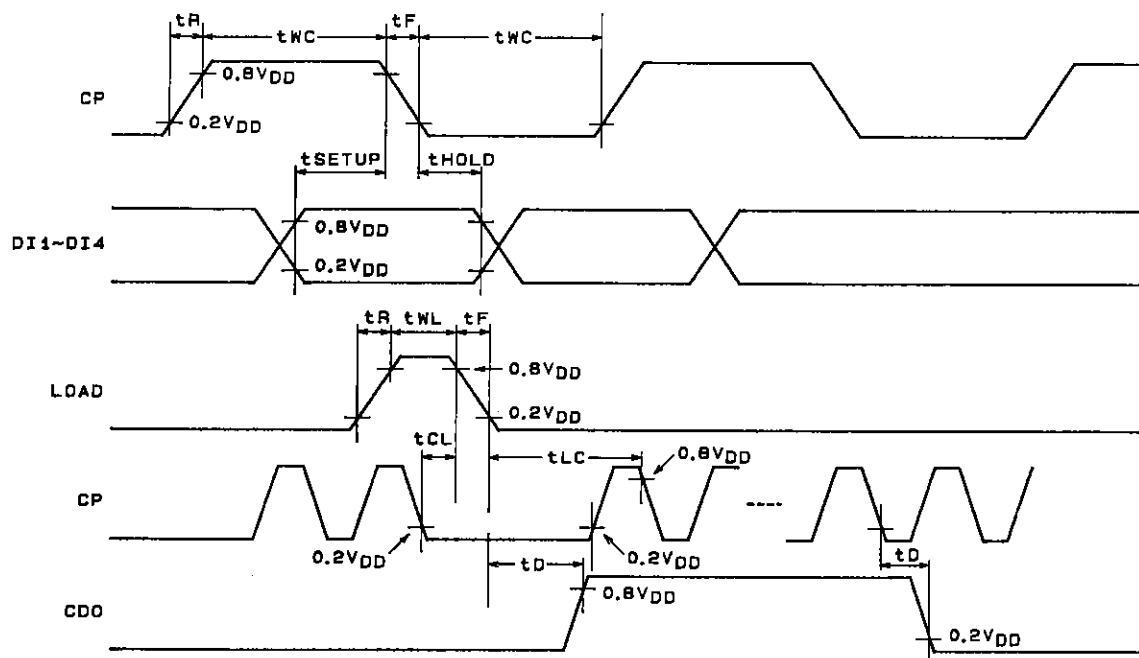 tR tWC tF tWC
0.8VDD
CP
0.2VDD
tSETUP tHOLD
0.8VDD
DI1~DI4
0.2VDD
tR tWL tF
0.8VDD
LOAD
0.2VDD
tCL tLC
0.8VDD
CP
0.2VDD 0.2VDD
tD tD
0.8VDD
CDO
0.2VDD